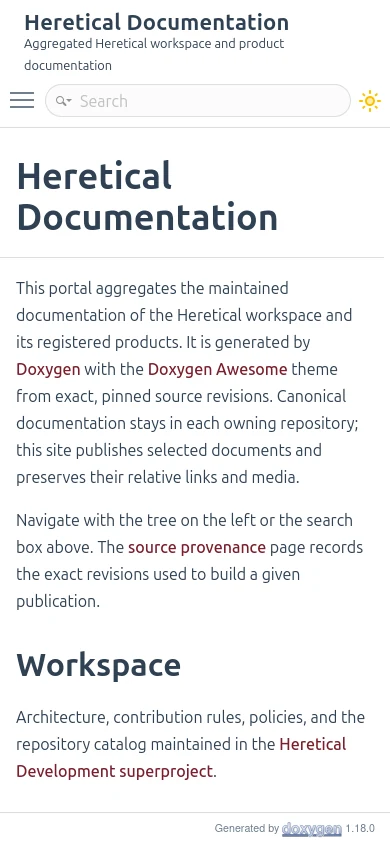 Heretical Documentation
Aggregated Heretical workspace and product
documentation
Search
Heretical
Documentation
This portal aggregates the maintained
documentation of the Heretical workspace and
its registered products. It is generated by
Doxygen with the Doxygen Awesome theme
from exact, pinned source revisions. Canonical
documentation stays in each owning repository;
this site publishes selected documents and
preserves their relative links and media.
Navigate with the tree on the left or the search
box above. The source provenance page records
the exact revisions used to build a given
publication.
Workspace
Architecture, contribution rules, policies, and the
repository catalog maintained in the Heretical
Development superproject.
Generated by doxygen 1.18.0